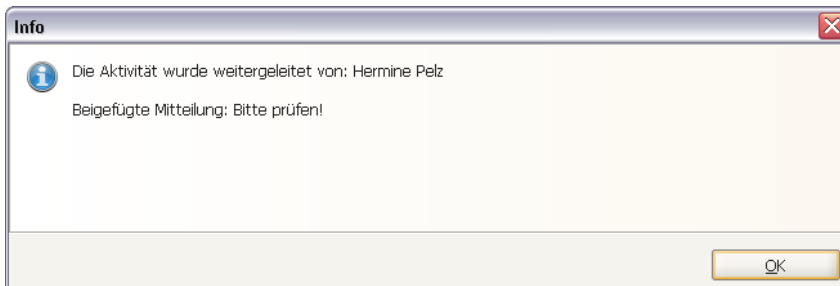 Info
Die Aktivität wurde weitergeleitet von: Hermine Pelz
Beigefügte Mitteilung: Bitte prüfen!
OK